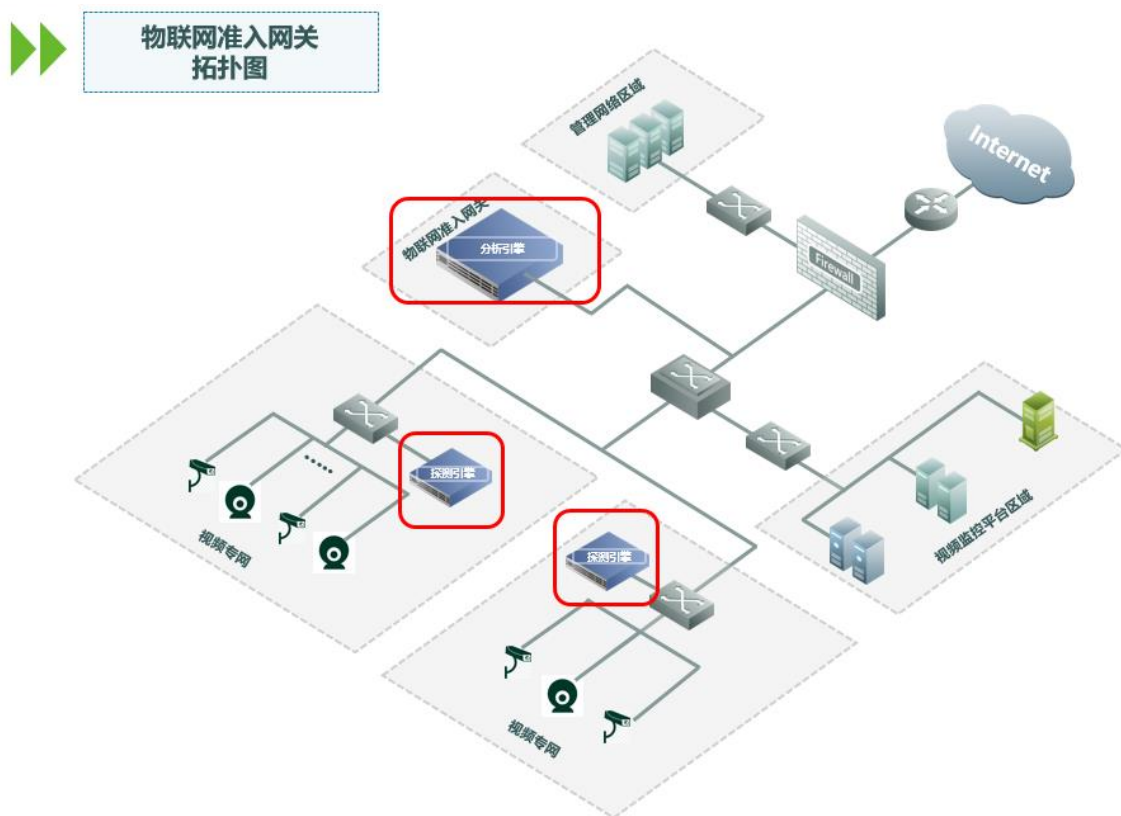 物联网准入网关
拓扑图
管理网络区域
Internet
物联网准入网关
分析引擎
Firewall
探测引擎
视频专网
探测引擎
视频监控平台区域
视频专网